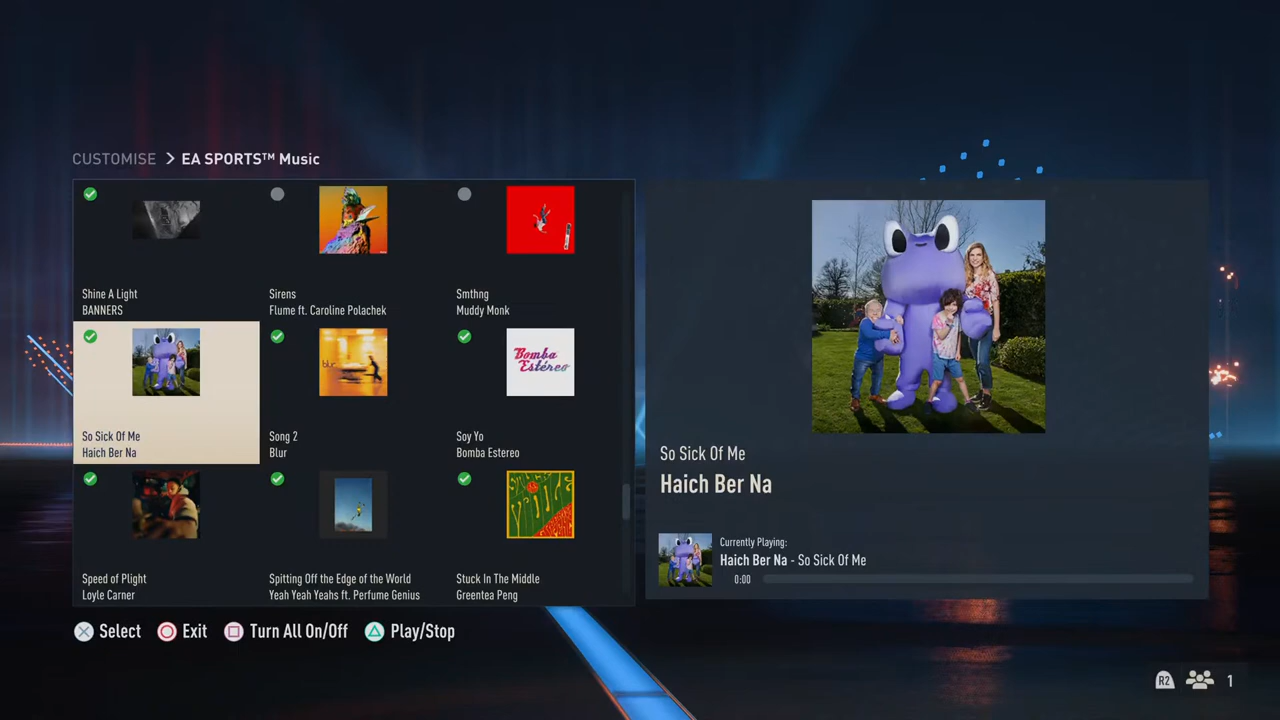 CUSTOMISE > EA SPORTS™ Music
Shine A Light
BANNERS
Sirens
Flume ft. Caroline Polachek
Smthng
Muddy Monk
blur
Bomba
Estéreo
So Sick Of Me
Haich Ber Na
Song 2
Blur
Soy Yo
Bomba Estereo
Speed of Plight
Loyle Carner
Spitting Off the Edge of the World
Yeah Yeah Yeahs ft. Perfume Genius
Stuck In The Middle
Greentea Peng
So Sick Of Me
Haich Ber Na
Currently Playing:
Haich Ber Na - So Sick Of Me
0:00
Select
Exit
Turn All On/Off
Play/Stop
R2
1